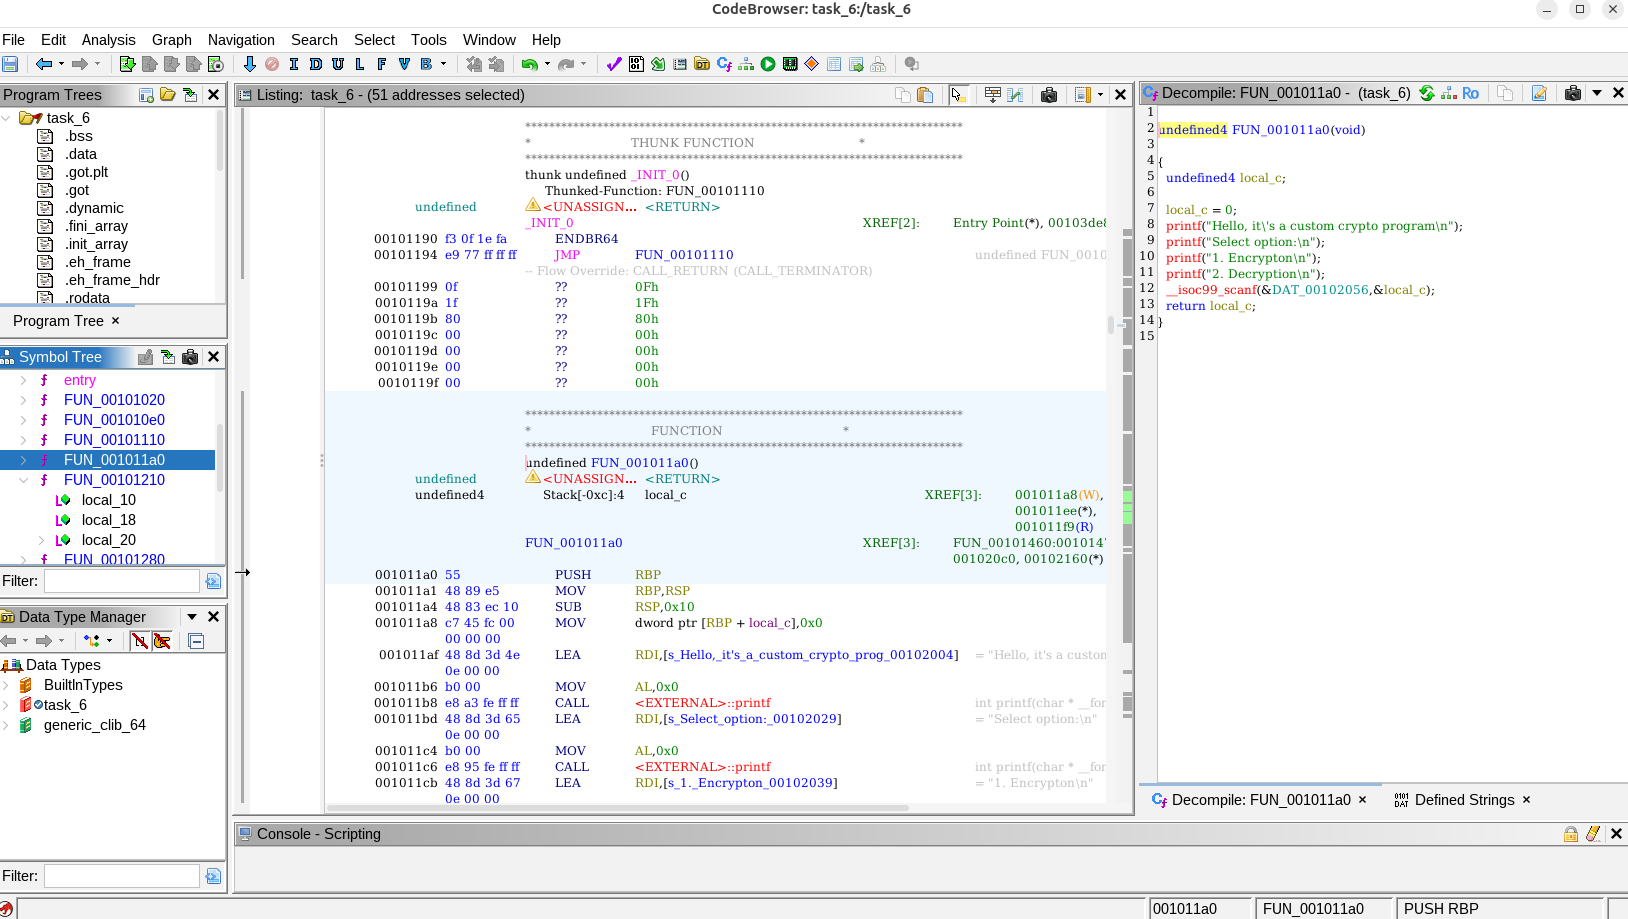 CodeBrowser: task_6:/task_6
File Edit Analysis Graph Navigation Search Select Tools Window Help
I D U L F V B
Program Trees
task_6
.bss
.data
.got.plt
.got
.dynamic
.fini_array
.init_array
.eh_frame
.eh_frame_hdr
.rodata
Program Tree ×
Symbol Tree
entry
FUN_00101020
FUN_001010e0
FUN_00101110
FUN_001011a0
FUN_00101210
local_10
local_18
local_20
FUN_00101280
Filter:
Data Type Manager
Data Types
BuiltInTypes
task_6
generic_clib_64
Filter:
Listing: task_6 - (51 addresses selected)
*************************************************************************
* THUNK FUNCTION *
*************************************************************************
thunk undefined _INIT_0()
Thunked-Function: FUN_00101110
undefined <UNASSIGN... <RETURN>
_INIT_0 XREF[2]: Entry Point(*), 00103de8
00101190 f3 0f 1e fa ENDBR64
00101194 e9 77 ff ff ff JMP FUN_00101110 undefined FUN_0010
-- Flow Override: CALL_RETURN (CALL_TERMINATOR)
00101199 0f ?? 0Fh
0010119a 1f ?? 1Fh
0010119b 80 ?? 80h
0010119c 00 ?? 00h
0010119d 00 ?? 00h
0010119e 00 ?? 00h
0010119f 00 ?? 00h
*************************************************************************
* FUNCTION *
*************************************************************************
undefined FUN_001011a0()
undefined <UNASSIGN... <RETURN>
undefined4 Stack[-0xc]:4 local_c XREF[3]: 001011a8(W),
001011ee(*),
001011f9(R)
FUN_001011a0 XREF[3]: FUN_00101460:001014
001020c0, 00102160(*)
001011a0 55 PUSH RBP
001011a1 48 89 e5 MOV RBP,RSP
001011a4 48 83 ec 10 SUB RSP,0x10
001011a8 c7 45 fc 00 MOV dword ptr [RBP + local_c],0x0
00 00 00
001011af 48 8d 3d 4e LEA RDI,[s_Hello,_it's_a_custom_crypto_prog_00102004] = "Hello, it's a custon
0e 00 00
001011b6 b0 00 MOV AL,0x0
001011b8 e8 a3 fe ff ff CALL <EXTERNAL>::printf int printf(char * __for
001011bd 48 8d 3d 65 LEA RDI,[s_Select_option:_00102029] = "Select option:\n"
0e 00 00
001011c4 b0 00 MOV AL,0x0
001011c6 e8 95 fe ff ff CALL <EXTERNAL>::printf int printf(char * __for
001011cb 48 8d 3d 67 LEA RDI,[s_1._Encrypton_00102039] = "1. Encrypton\n"
0e 00 00
Decompile: FUN_001011a0 - (task_6)
1
2 undefined4 FUN_001011a0(void)
3
4 {
5 undefined4 local_c;
6
7 local_c = 0;
8 printf("Hello, it\'s a custom crypto program\n");
9 printf("Select option:\n");
10 printf("1. Encrypton\n");
11 printf("2. Decryption\n");
12 __isoc99_scanf(&DAT_00102056,&local_c);
13 return local_c;
14 }
15
Decompile: FUN_001011a0 × Defined Strings ×
Console - Scripting
001011a0 FUN_001011a0 PUSH RBP